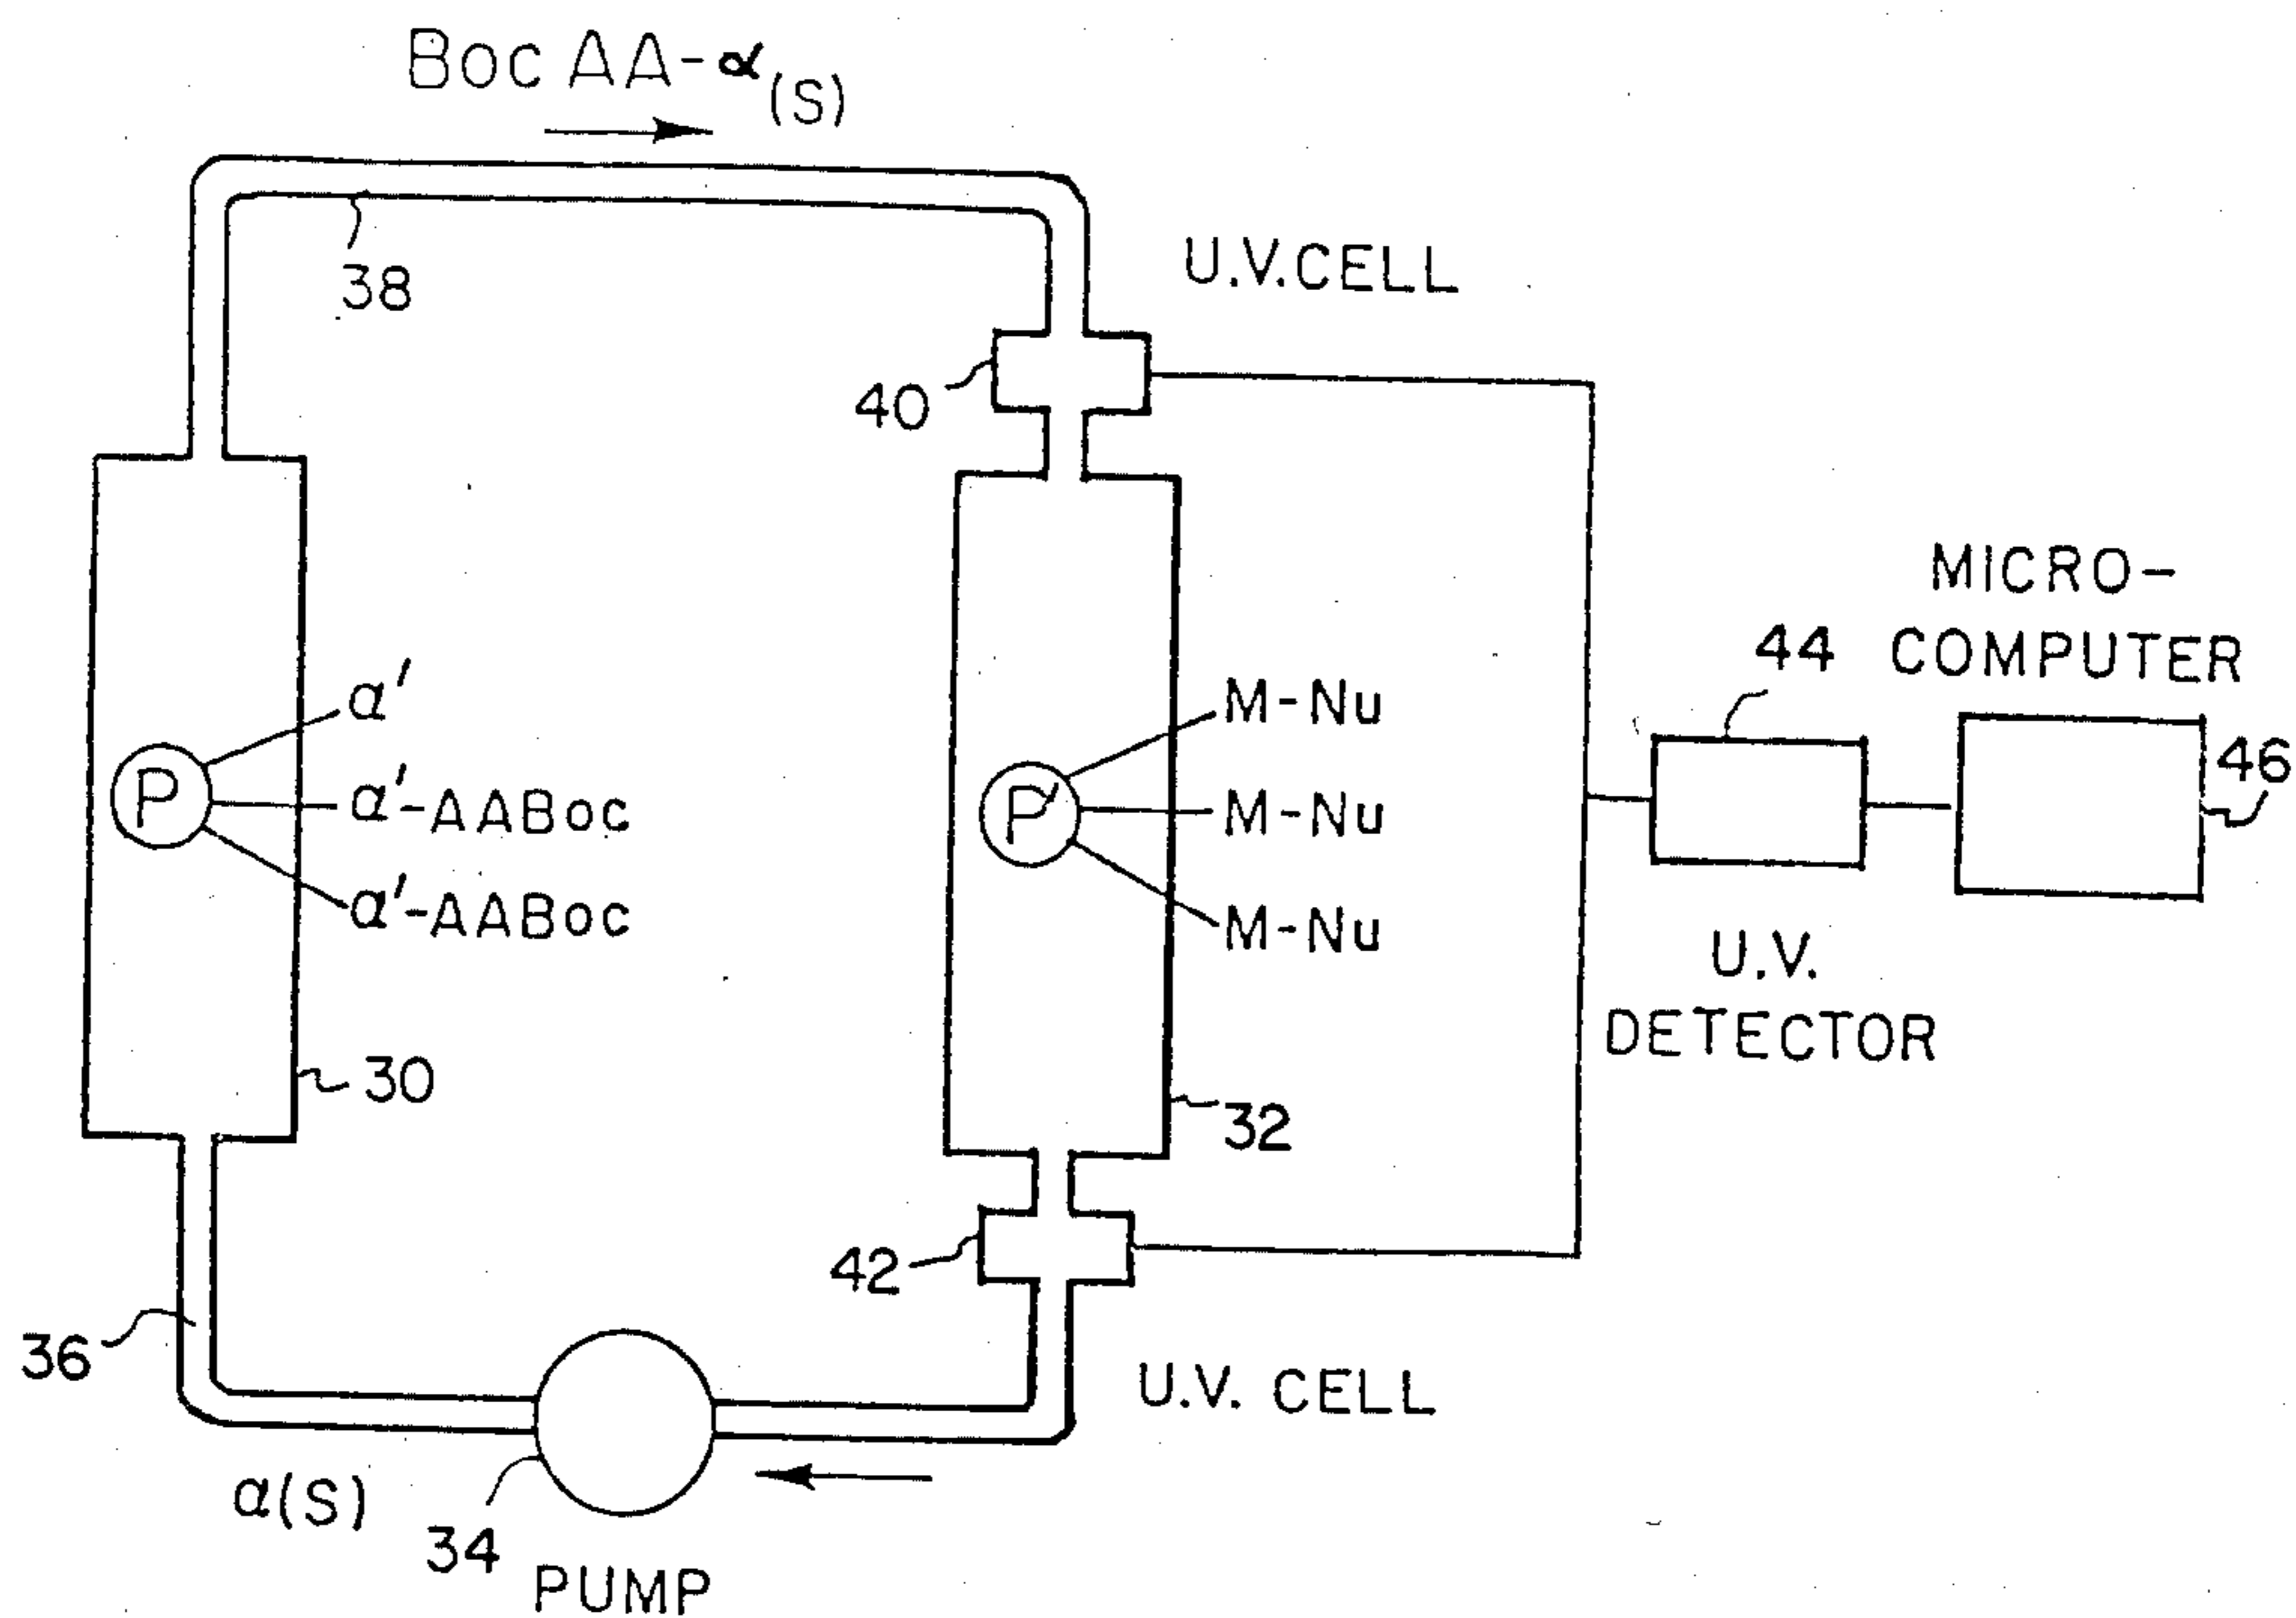 Boc AA-α(S)
38
U.V. CELL
40
MICRO-
COMPUTER
44
46
α'
α'-AABoc
α'-AABoc
P
M-Nu
M-Nu
M-Nu
P'
U.V.
DETECTOR
30
32
42
36
U.V. CELL
α(S)
34
PUMP